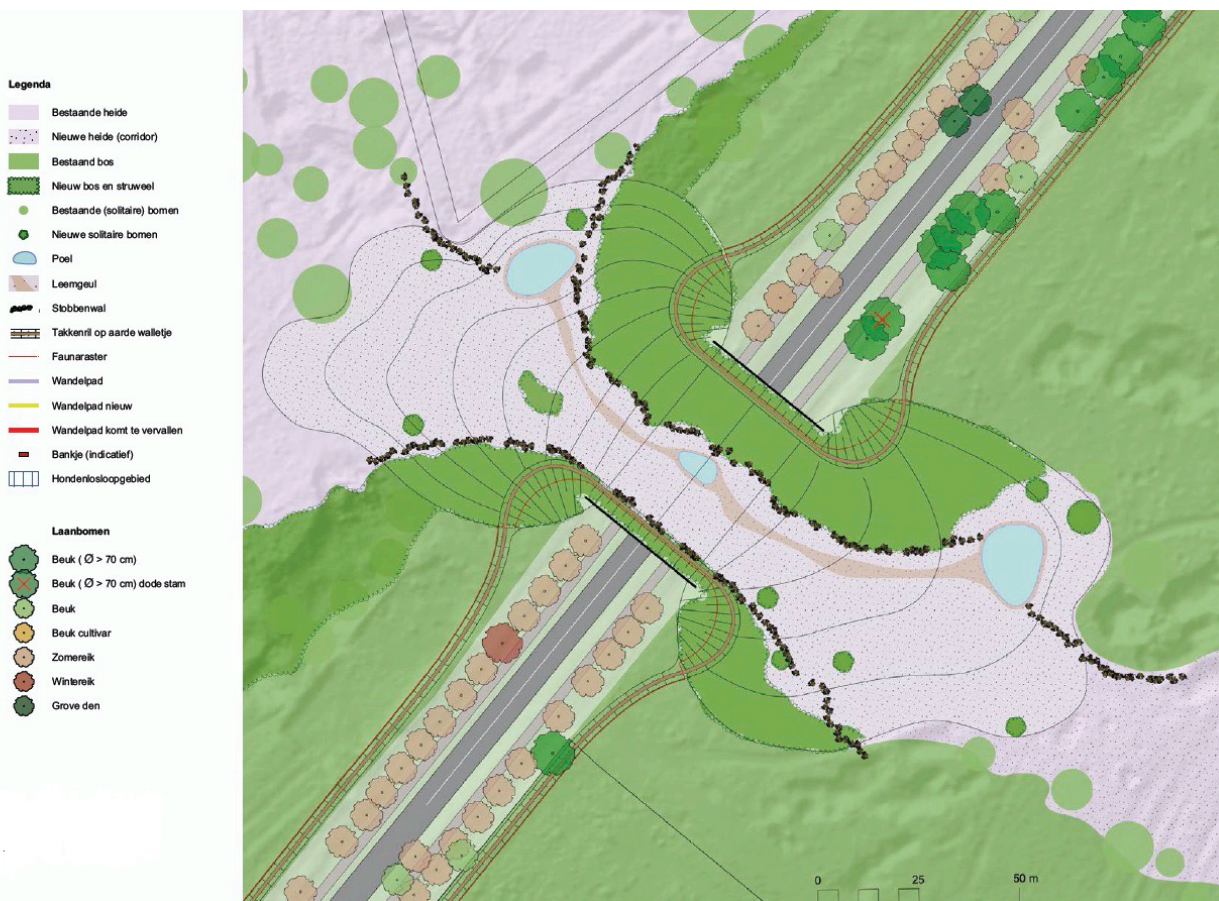 Legenda
Bestaande heide
Nieuwe heide (corridor)
Bestaand bos
Nieuw bos en struweel
Bestaande (solitaire) bomen
Nieuwe solitaire bomen
Poel
Leemgeul
Stobbenwal
Takkenril op aarde walletje
Faunaraster
Wandelpad
Wandelpad nieuw
Wandelpad komt te vervallen
Bankje (indicatief)
Hondenlosloopgebied
Laanbomen
Beuk ( Ø > 70 cm)
Beuk ( Ø > 70 cm) dode stam
Beuk
Beuk cultivar
Zomereik
Wintereik
Grove den
0 25 50 m